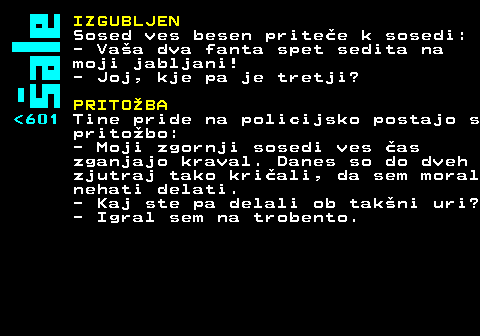 Šale
IZGUBLJEN
Sosed ves besen priteče k sosedi:
- Vaša dva fanta spet sedita na
moji jabljani!
- Joj, kje pa je tretji?
PRITOŽBA
<601 Tine pride na policijsko postajo s
pritožbo:
- Moji zgornji sosedi ves čas
zganjajo kraval. Danes so do dveh
zjutraj tako kričali, da sem moral
nehati delati.
- Kaj ste pa delali ob takšni uri?
- Igral sem na trobento.